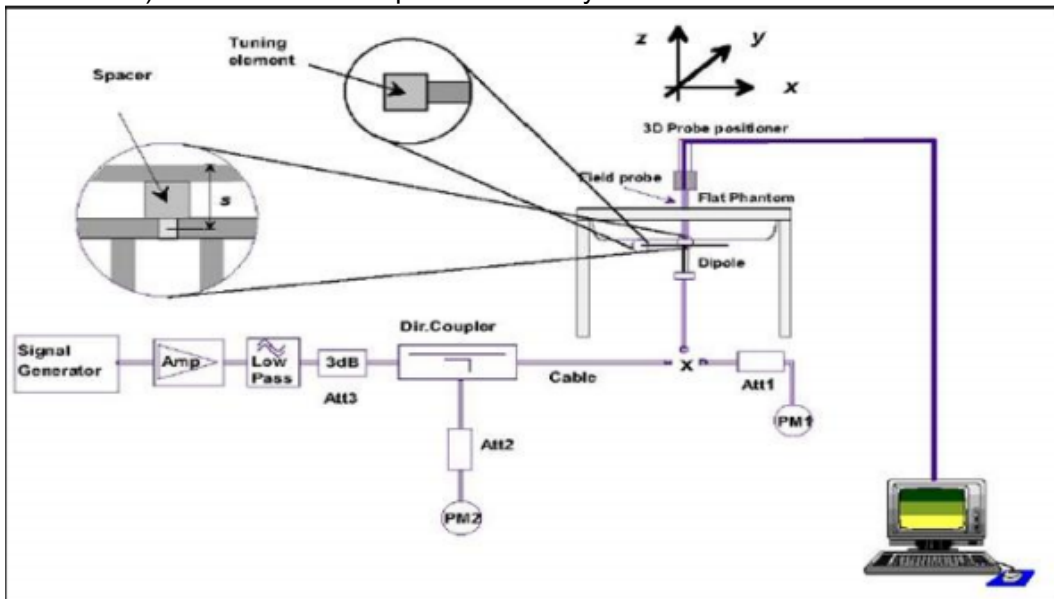 Tuning
element
Spacer
s
z
y
x
3D Probe positioner
Field probe
Flat Phantom
Dipole
Dir.Coupler
Signal
Generator
Amp
Low
Pass
3dB
Att3
Cable
x
Att1
PM1
Att2
PM2